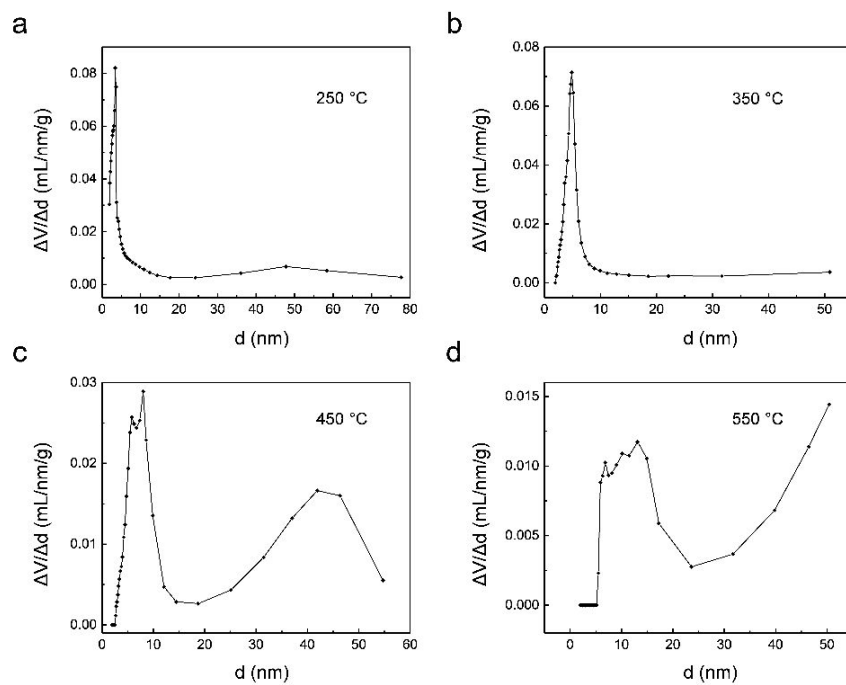 a
250 °C
ΔV/Δd (mL/nm/g)
0.08
0.06
0.04
0.02
0.00
0 10 20 30 40 50 60 70 80
d (nm)
b
350 °C
ΔV/Δd (mL/nm/g)
0.08
0.06
0.04
0.02
0.00
0 10 20 30 40 50
d (nm)
c
450 °C
ΔV/Δd (mL/nm/g)
0.03
0.02
0.01
0.00
0 10 20 30 40 50 60
d (nm)
d
550 °C
ΔV/Δd (mL/nm/g)
0.015
0.010
0.005
0.000
0 10 20 30 40 50
d (nm)